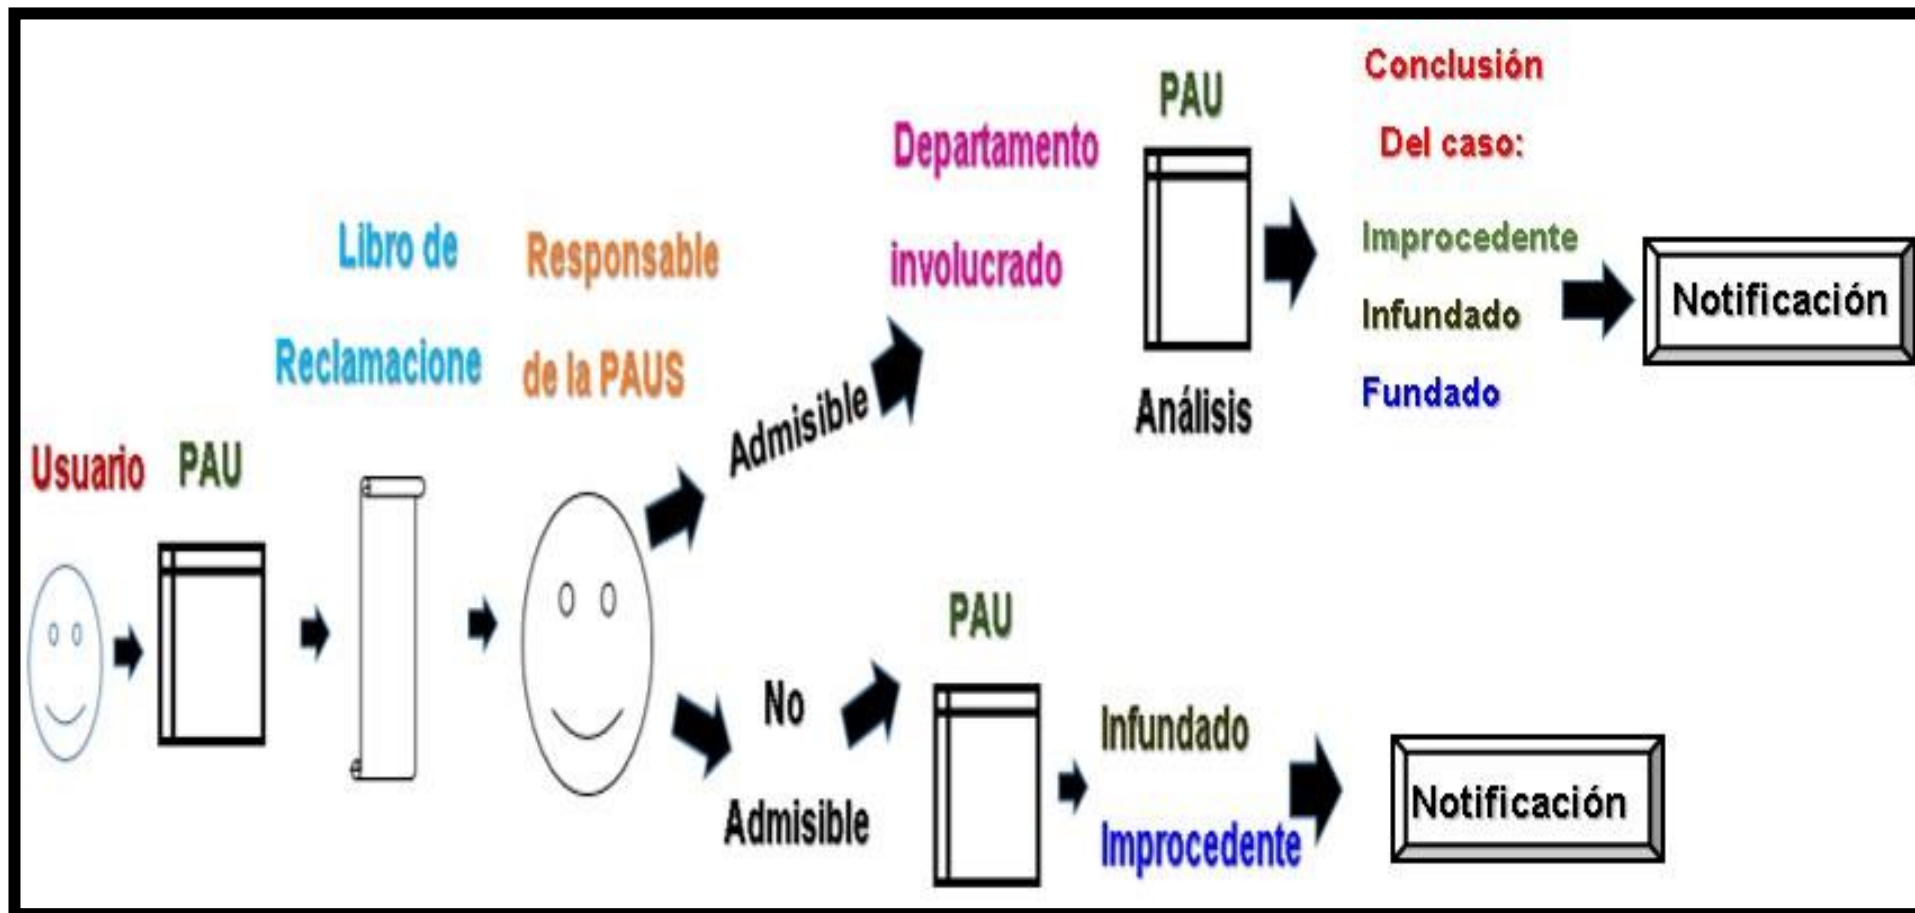 Usuario
PAU
Libro de
Reclamacione
Responsable
de la PAUS
Admisible
Departamento
involucrado
PAU
Análisis
Conclusión
Del caso:
Improcedente
Infundado
Fundado
Notificación
No
Admisible
PAU
Infundado
Improcedente
Notificación